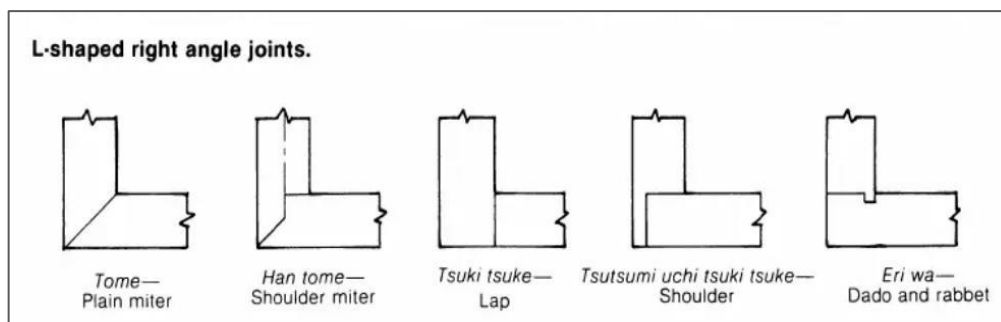 L-shaped right angle joints.
Tome—
Plain miter
Han tome—
Shoulder miter
Tsuki tsuke—
Lap
Tsutsumi uchi tsuki tsuke—
Shoulder
Eri wa—
Dado and rabbet